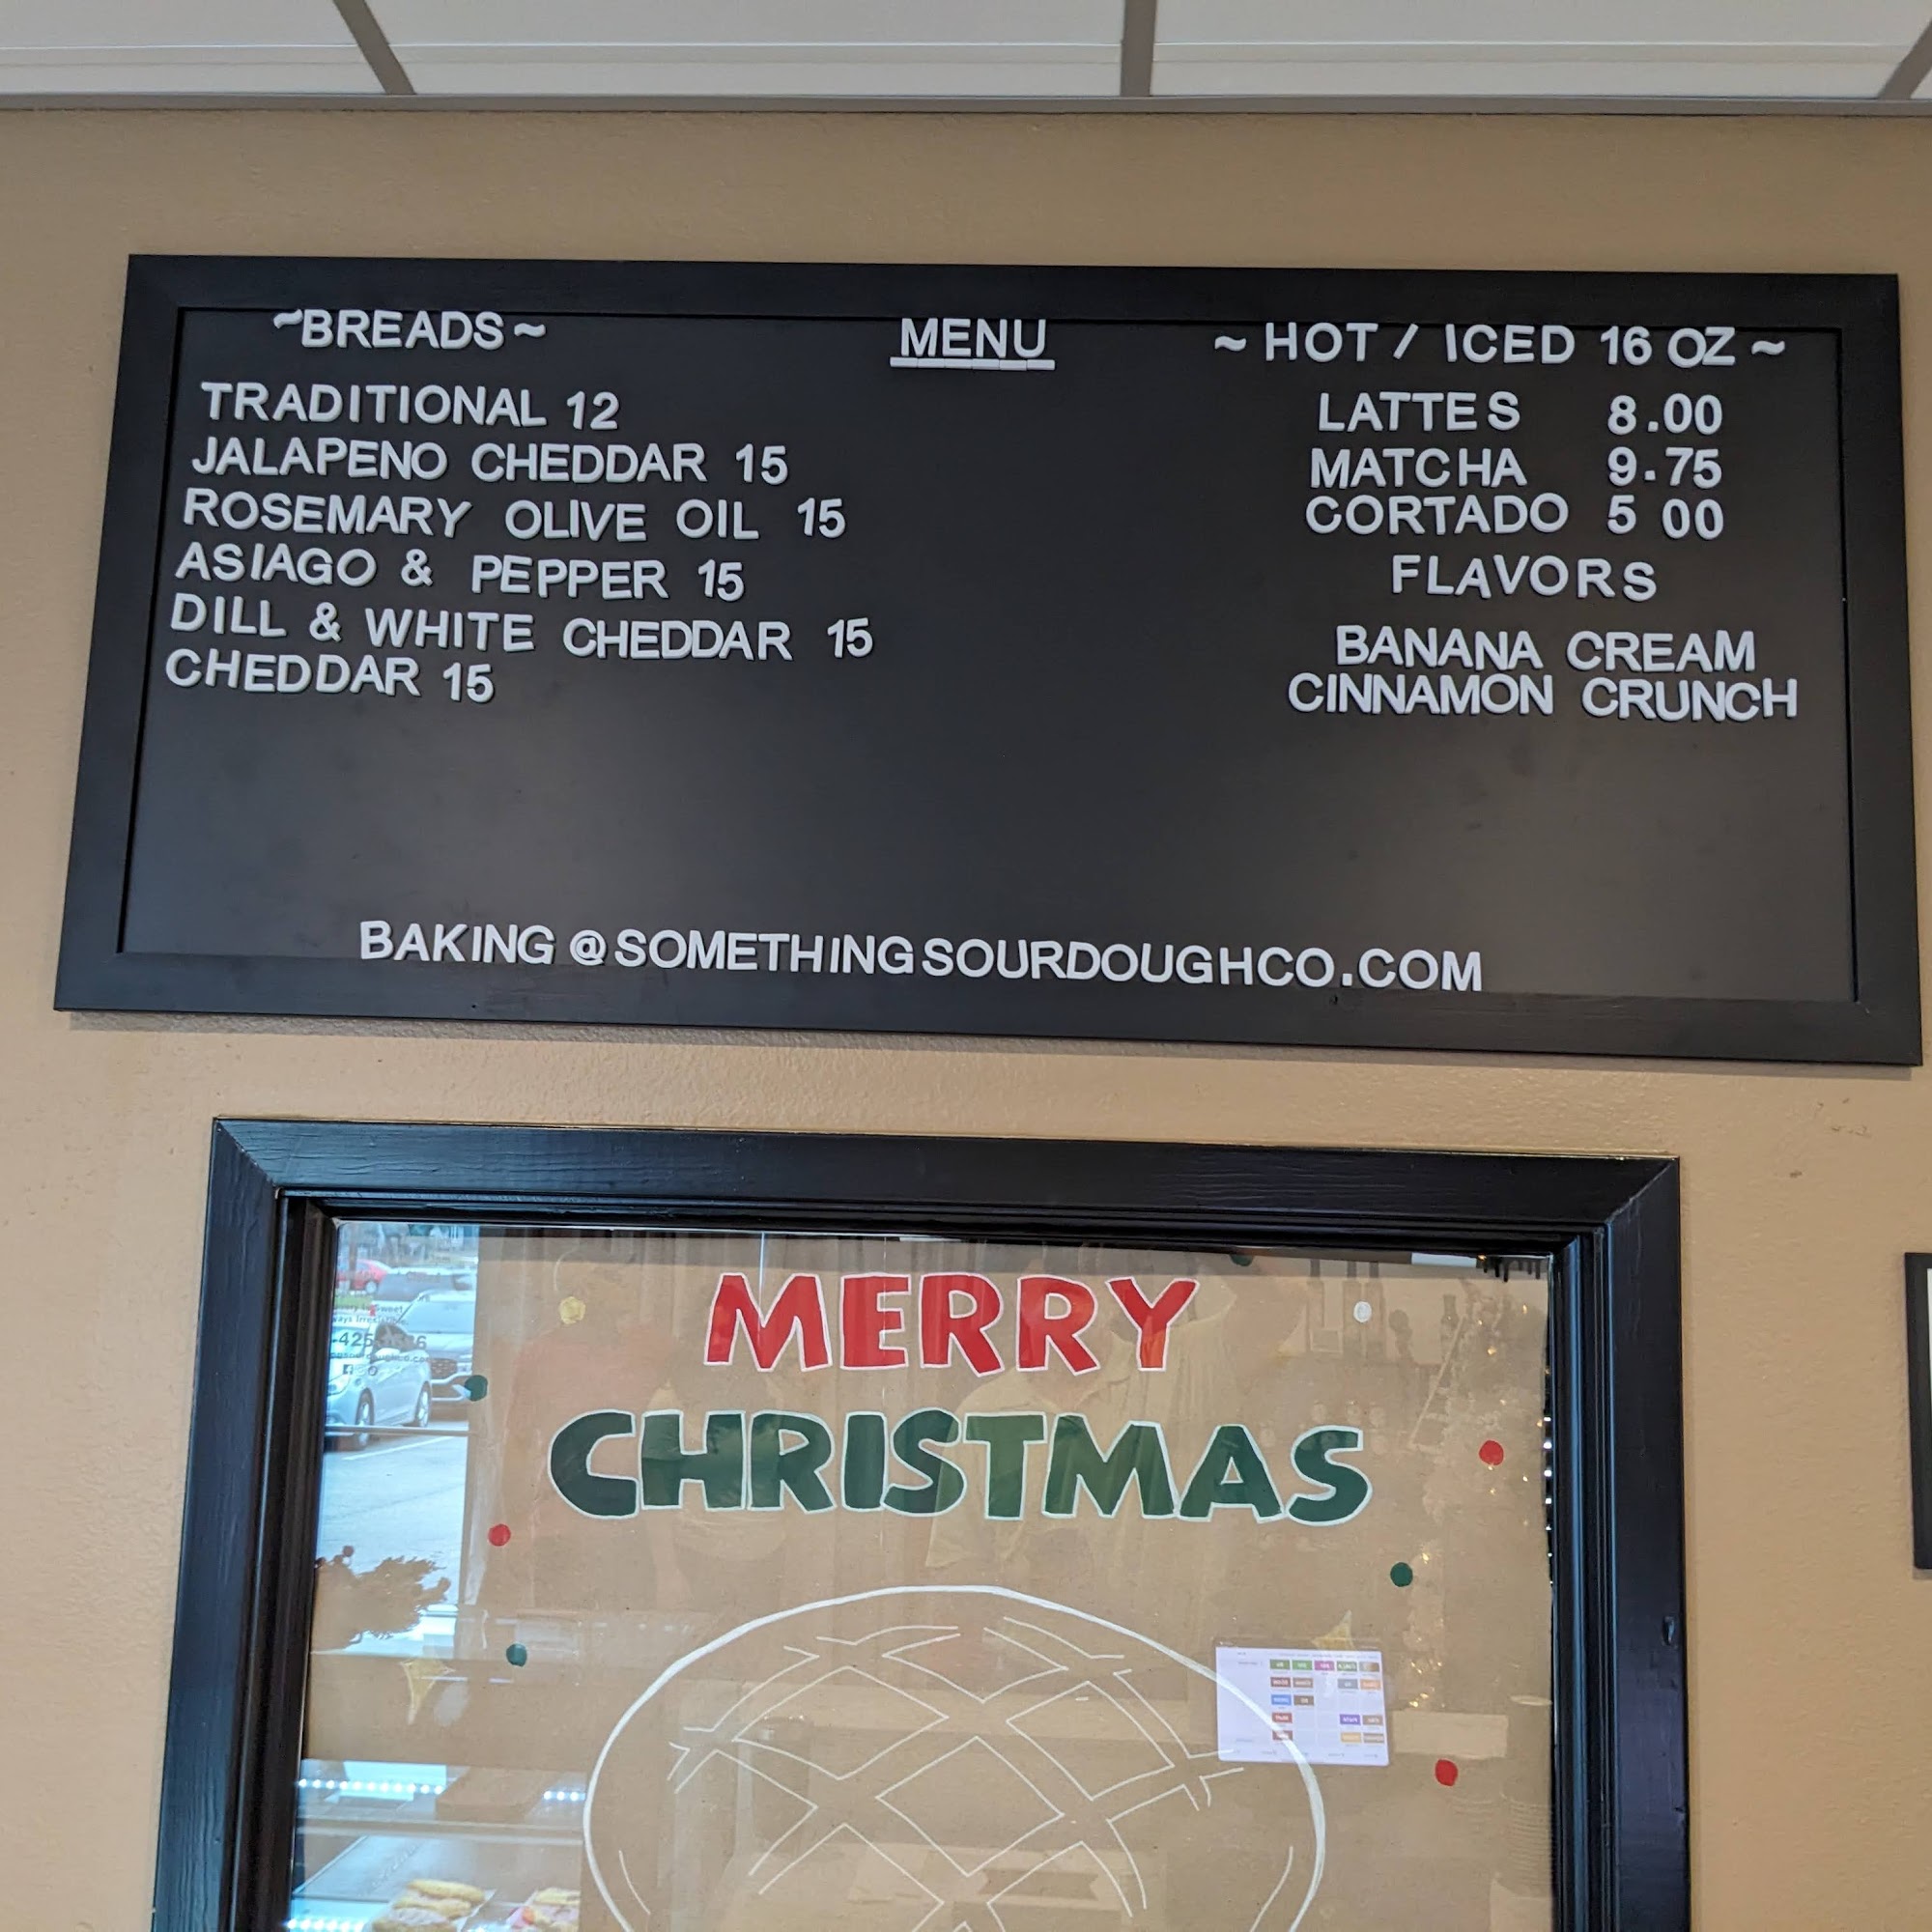 ~BREADS~
TRADITIONAL 12
JALAPENO CHEDDAR 15
ROSEMARY OLIVE OIL 15
ASIAGO & PEPPER 15
DILL & WHITE CHEDDAR 15
CHEDDAR 15
MENU
~ HOT / ICED 16 OZ ~
LATTES 8.00
MATCHA 9.75
CORTADO 5 00
FLAVORS
BANANA CREAM
CINNAMON CRUNCH
BAKING @SOMETHINGSOURDOUGHCO.COM
MERRY
CHRISTMAS